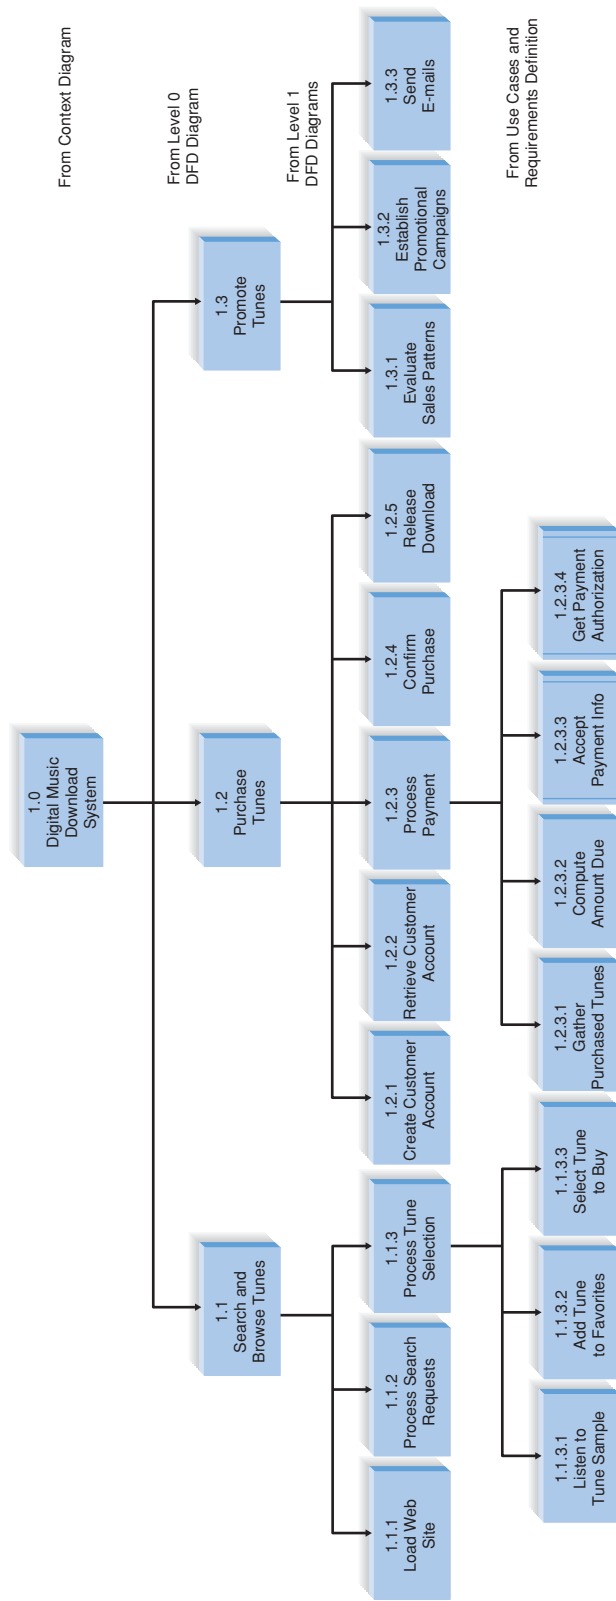 From Context Diagram
1.0
Digital Music
Download
System
From Level 0
DFD Diagram
1.1
Search and
Browse Tunes
1.2
Purchase
Tunes
1.3
Promote
Tunes
From Level 1
DFD Diagrams
1.1.1
Load Web
Site
1.1.2
Process Search
Requests
1.1.3
Process Tune
Selection
1.2.1
Create Customer
Account
1.2.2
Retrieve Customer
Account
1.2.3
Process
Payment
1.2.4
Confirm
Purchase
1.2.5
Release
Download
1.3.1
Evaluate
Sales Patterns
1.3.2
Establish
Promotional
Campaigns
1.3.3
Send
E-mails
From Use Cases and
Requirements Definition
1.1.3.1
Listen to
Tune Sample
1.1.3.2
Add Tune
to Favorites
1.1.3.3
Select Tune
to Buy
1.2.3.1
Gather
Purchased Tunes
1.2.3.2
Compute
Amount Due
1.2.3.3
Accept
Payment Info
1.2.3.4
Get Payment
Authorization